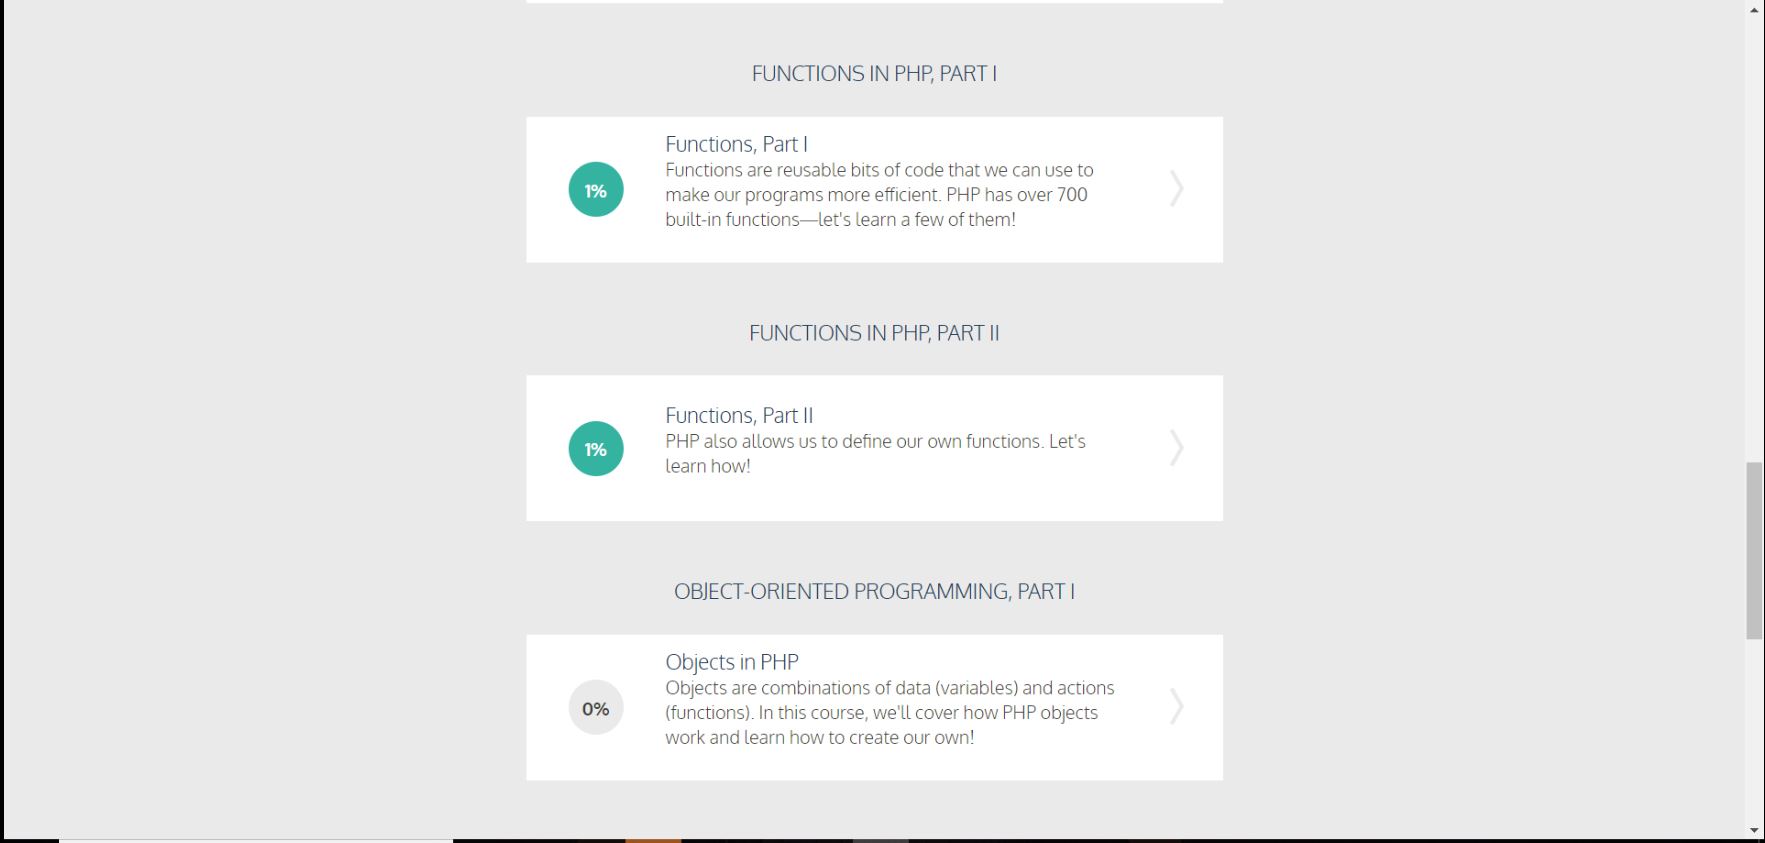 FUNCTIONS IN PHP, PART I
Functions, Part I
Functions are reusable bits of code that we can use to
make our programs more efficient. PHP has over 700
built-in functions—let's learn a few of them!
1%
FUNCTIONS IN PHP, PART II
Functions, Part II
PHP also allows us to define our own functions. Let's
learn how!
1%
OBJECT-ORIENTED PROGRAMMING, PART I
Objects in PHP
Objects are combinations of data (variables) and actions
(functions). In this course, we'll cover how PHP objects
work and learn how to create our own!
0%